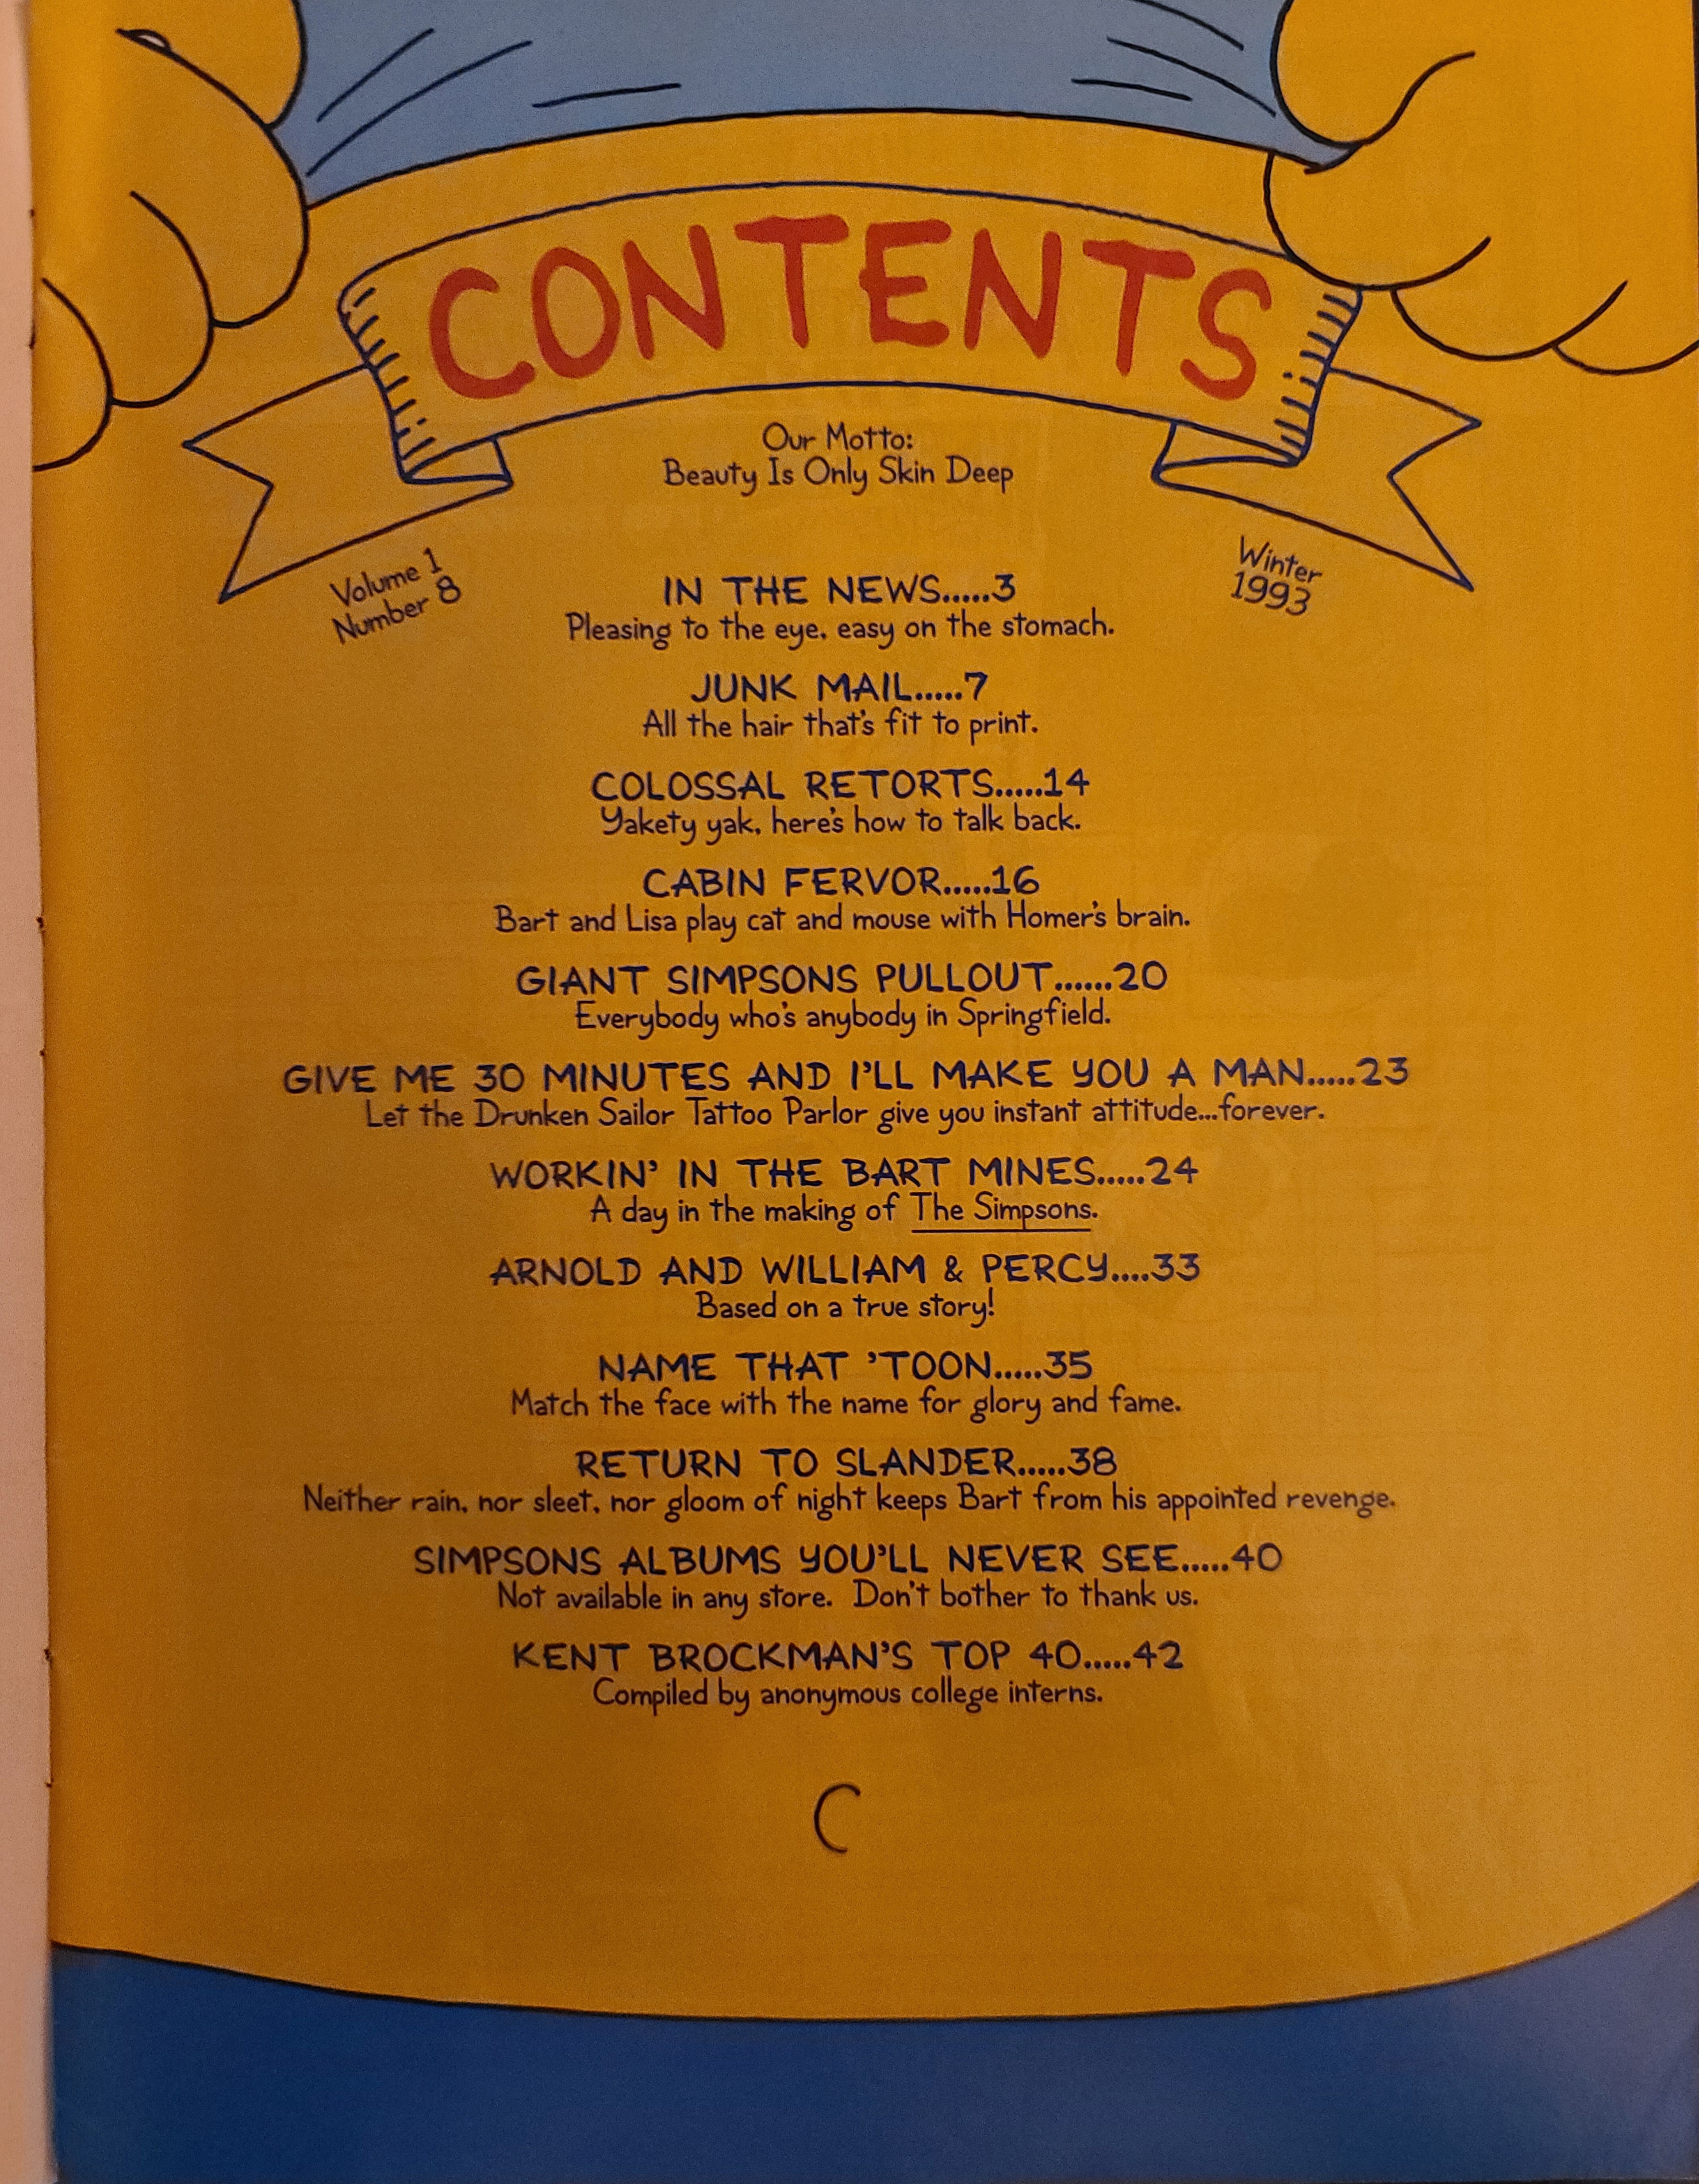 CONTENTS
Our Motto:
Beauty Is Only Skin Deep
Volume 1
Number 8
Winter
1993
IN THE NEWS.....3
Pleasing to the eye, easy on the stomach.
JUNK MAIL.....7
All the hair that's fit to print.
COLOSSAL RETORTS.....14
Yakety yak, here's how to talk back.
CABIN FERVOR.....16
Bart and Lisa play cat and mouse with Homer's brain.
GIANT SIMPSONS PULLOUT......20
Everybody who's anybody in Springfield.
GIVE ME 30 MINUTES AND I'LL MAKE YOU A MAN.....23
Let the Drunken Sailor Tattoo Parlor give you instant attitude...forever.
WORKIN' IN THE BART MINES.....24
A day in the making of The Simpsons.
ARNOLD AND WILLIAM & PERCY....33
Based on a true story!
NAME THAT 'TOON.....35
Match the face with the name for glory and fame.
RETURN TO SLANDER.....38
Neither rain, nor sleet, nor gloom of night keeps Bart from his appointed revenge.
SIMPSONS ALBUMS YOU'LL NEVER SEE.....40
Not available in any store. Don't bother to thank us.
KENT BROCKMAN'S TOP 40.....42
Compiled by anonymous college interns.